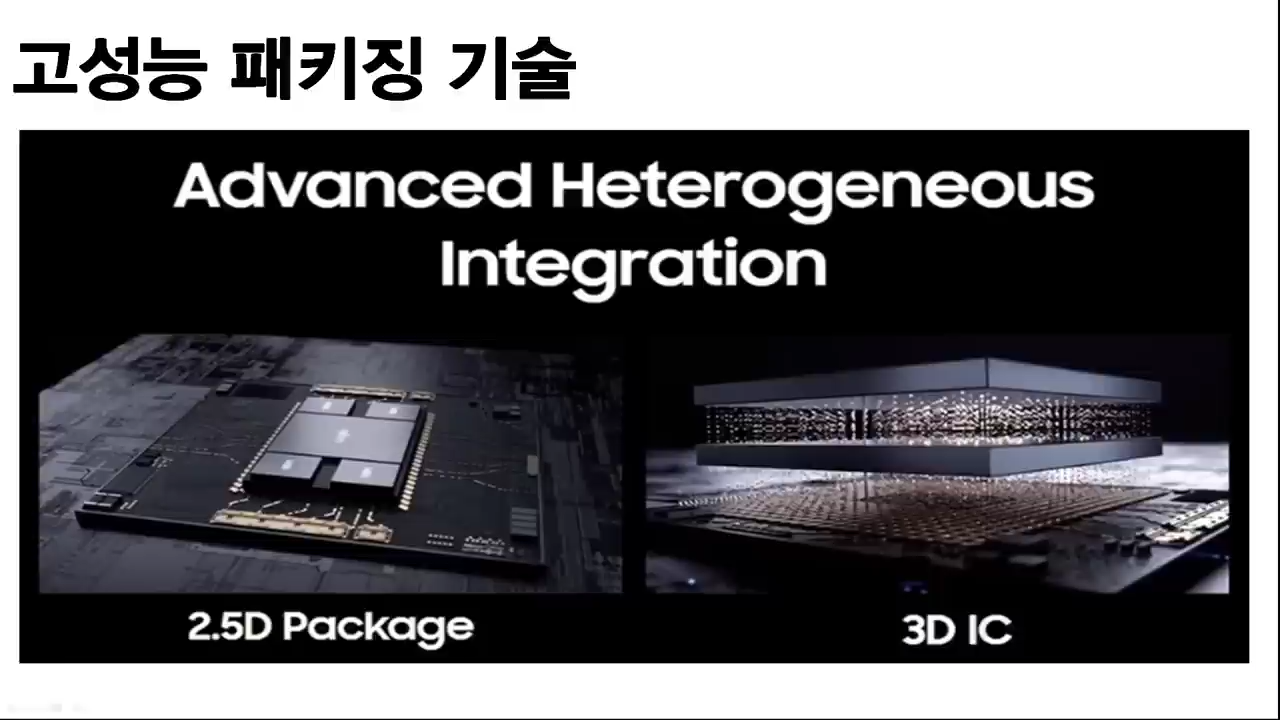 고성능 패키징 기술
Advanced Heterogeneous
Integration
2.5D Package
3D IC